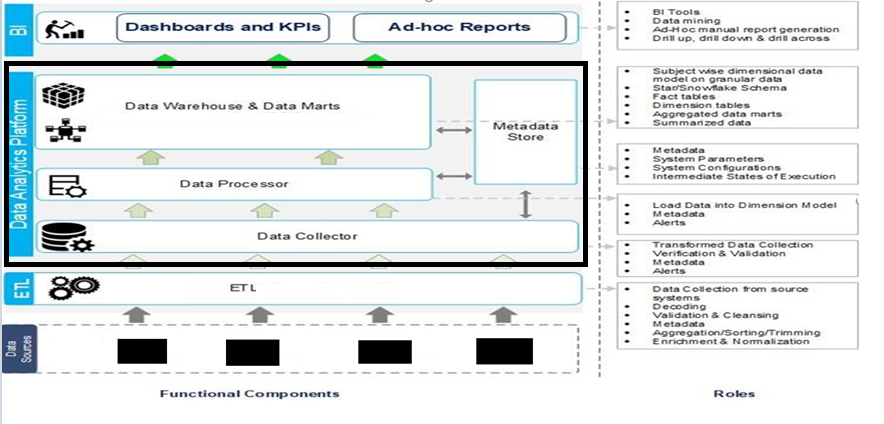 BI
Dashboards and KPIs
Ad-hoc Reports
BI Tools
Data mining
Ad-Hoc manual report generation
Drill up, drill down & drill across
Data Analytics Platform
Data Warehouse & Data Marts
Metadata
Store
Data Processor
Data Collector
Subject wise dimensional data
model on granular data
Star/Snowflake Schema
Fact tables
Dimension tables
Aggregated data marts
Summarized data
Metadata
System Parameters
System Configurations
Intermediate States of Execution
Load Data into Dimension Model
Metadata
Alerts
Transformed Data Collection
Verification & Validation
Metadata
Alerts
ETL
ETL
Data Collection from source
systems
Decoding
Validation & Cleansing
Metadata
Aggregation/Sorting/Trimming
Enrichment & Normalization
Data
Sources
Functional Components
Roles